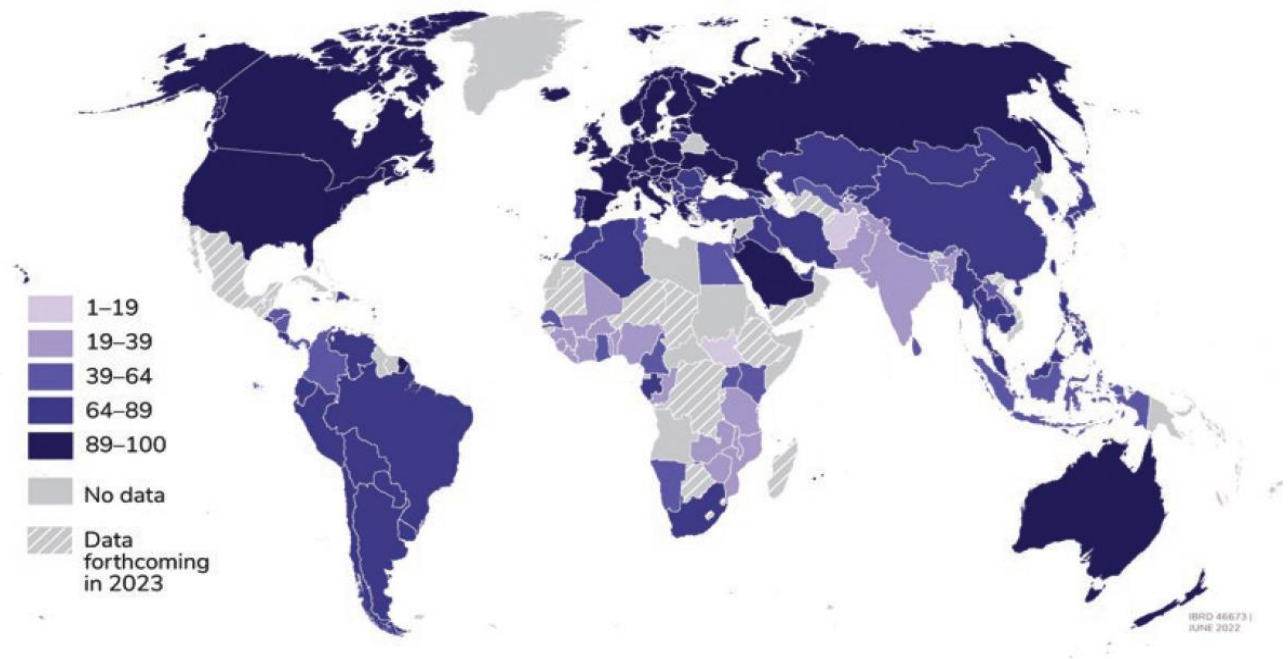 1–19
19–39
39–64
64–89
89–100
No data
Data
forthcoming
in 2023
IBRD 46673 |
JUNE 2022